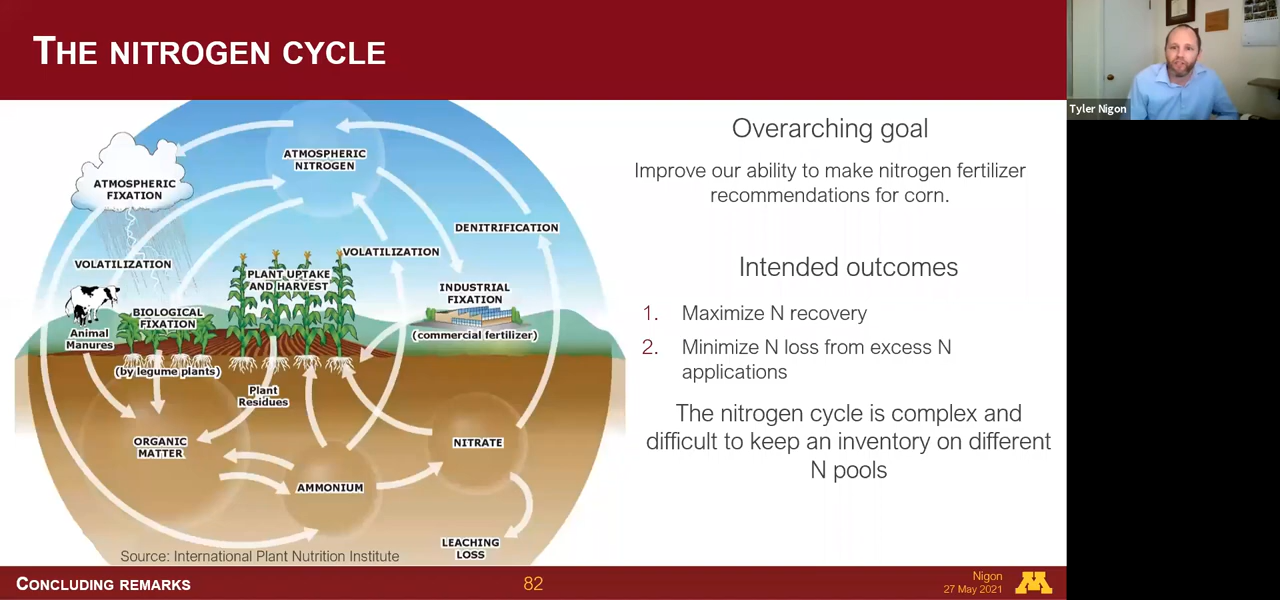 THE NITROGEN CYCLE
Tyler Nigon
ATMOSPHERIC
NITROGEN
ATMOSPHERIC
FIXATION
DENITRIFICATION
VOLATILIZATION
VOLATILIZATION
PLANT UPTAKE
AND HARVEST
INDUSTRIAL
FIXATION
(commercial fertilizer)
BIOLOGICAL
FIXATION
(by legume plants)
Animal
Manures
Plant
Residues
ORGANIC
MATTER
NITRATE
AMMONIUM
LEACHING
LOSS
Source: International Plant Nutrition Institute
Overarching goal
Improve our ability to make nitrogen fertilizer
recommendations for corn.
Intended outcomes
1. Maximize N recovery
2. Minimize N loss from excess N
applications
The nitrogen cycle is complex and
difficult to keep an inventory on different
N pools
CONCLUDING REMARKS
82
Nigon
27 May 2021
M